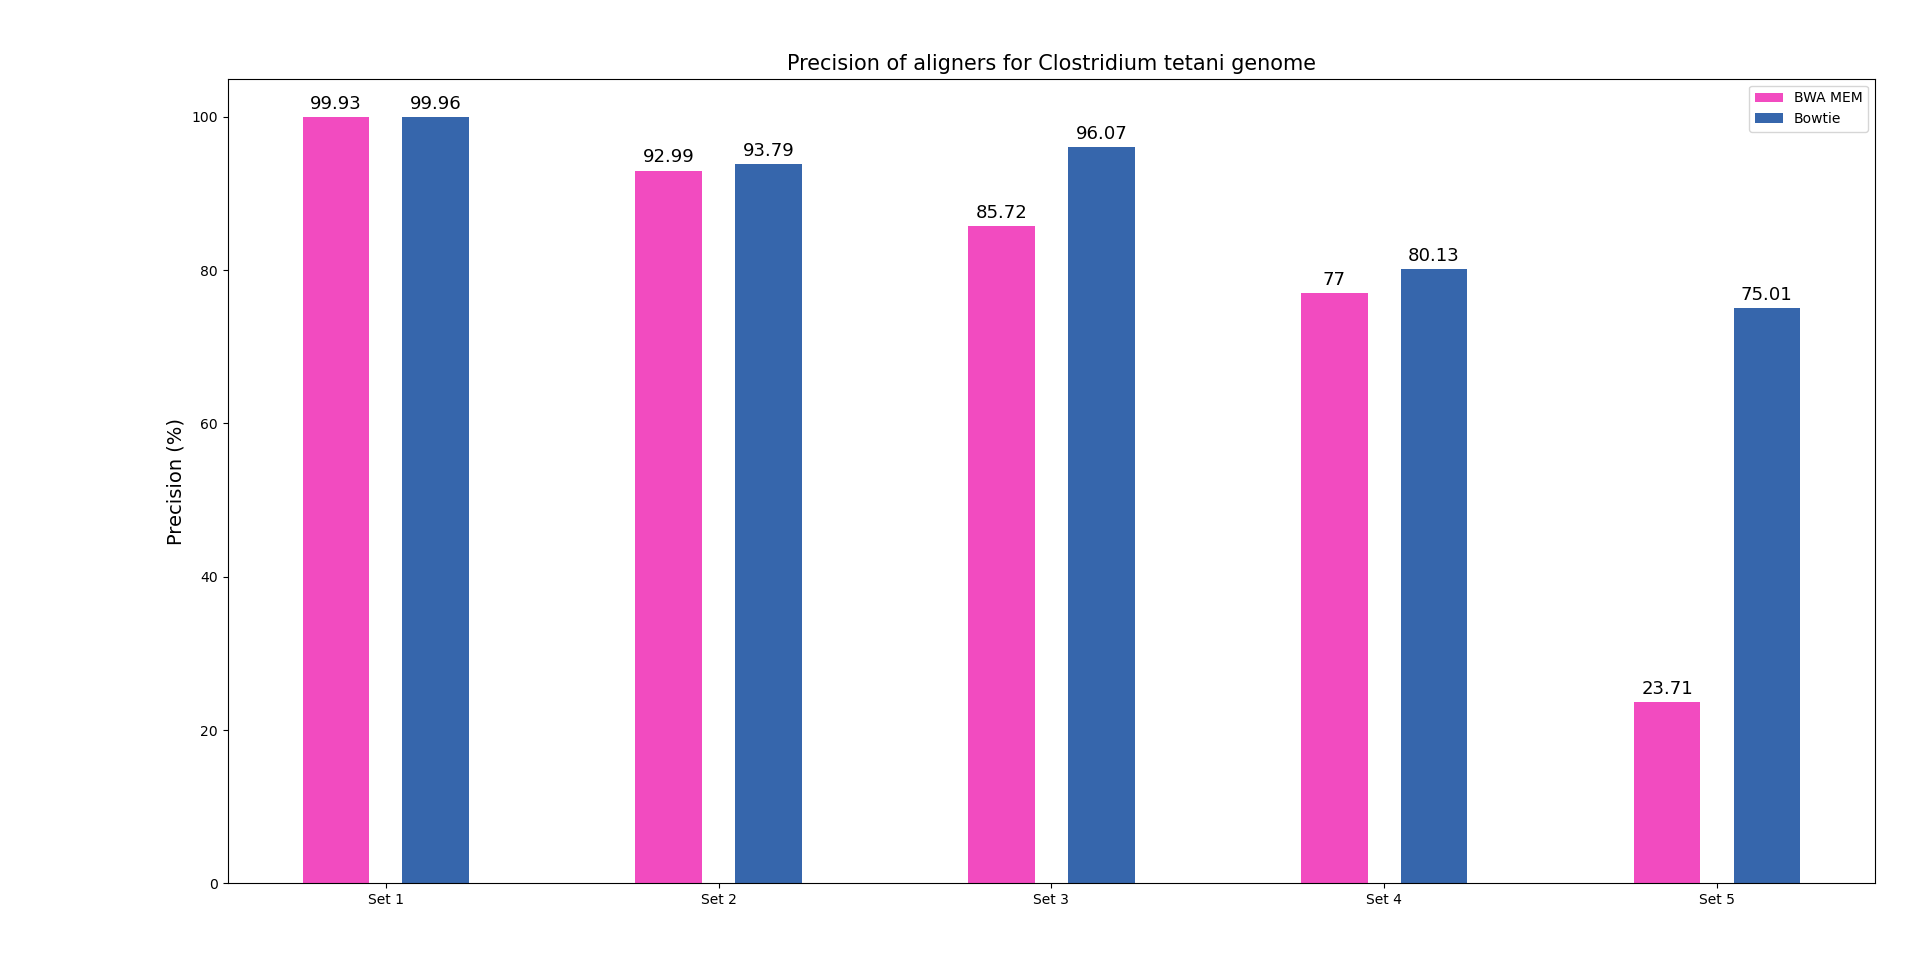 Precision of aligners for Clostridium tetani genome
BWA MEM
Bowtie
99.93
99.96
92.99
93.79
85.72
96.07
77
80.13
23.71
75.01
Precision (%)
100
80
60
40
20
0
Set 1
Set 2
Set 3
Set 4
Set 5